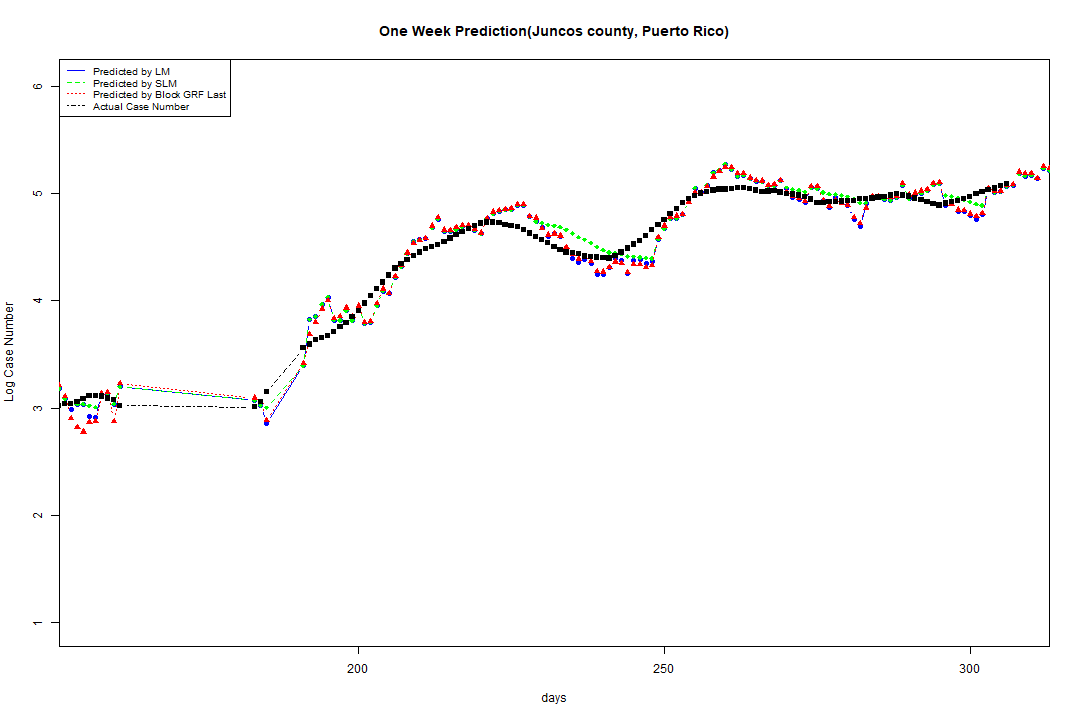 One Week Prediction(Juncos county, Puerto Rico)
Predicted by LM
Predicted by SLM
Predicted by Block GRF Last
Actual Case Number
6
5
4
3
2
1
Log Case Number
200 250 300
days